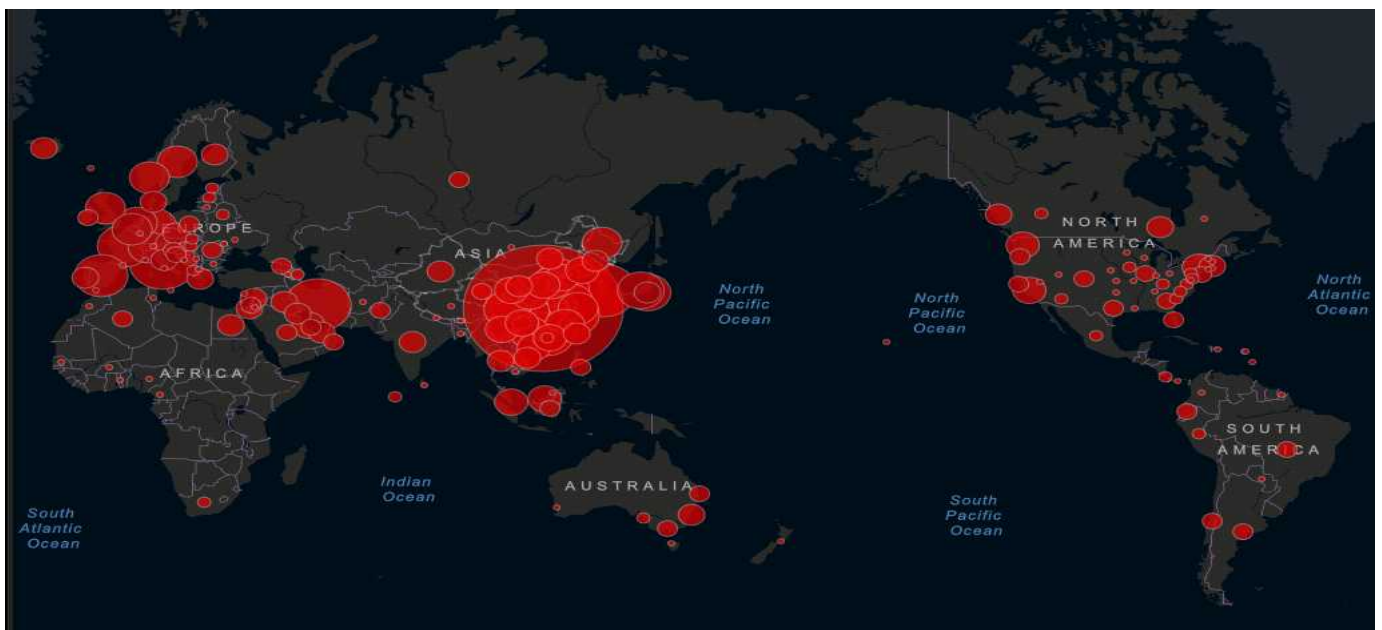 EUROPE
ASIA
AFRICA
NORTH
AMERICA
SOUTH
AMERICA
AUSTRALIA
North
Pacific
Ocean
North
Pacific
Ocean
North
Atlantic
Ocean
Indian
Ocean
South
Atlantic
Ocean
South
Pacific
Ocean